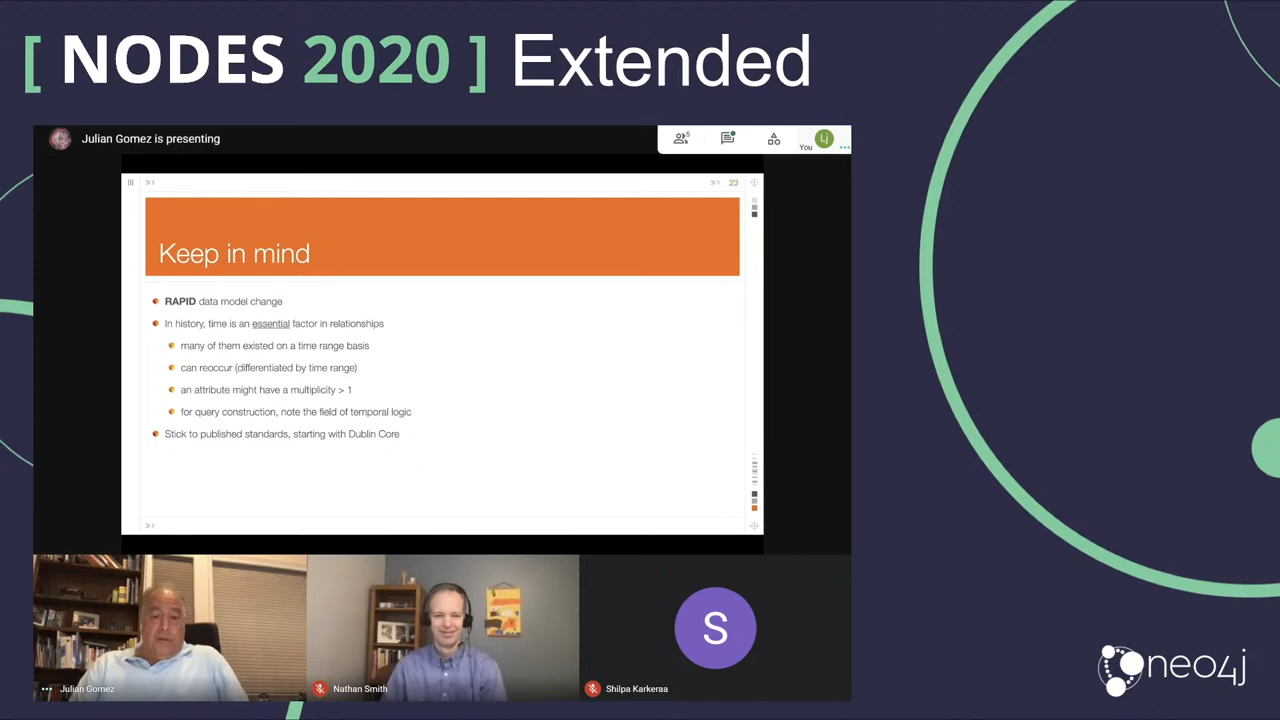 [ NODES 2020 ] Extended
Julian Gomez is presenting
5
You
Lj
23
Keep in mind
RAPID data model change
In history, time is an essential factor in relationships
many of them existed on a time range basis
can reoccur (differentiated by time range)
an attribute might have a multiplicity > 1
for query construction, note the field of temporal logic
Stick to published standards, starting with Dublin Core
S
Julian Gomez
Nathan Smith
Shilpa Karkeraa
neo4j